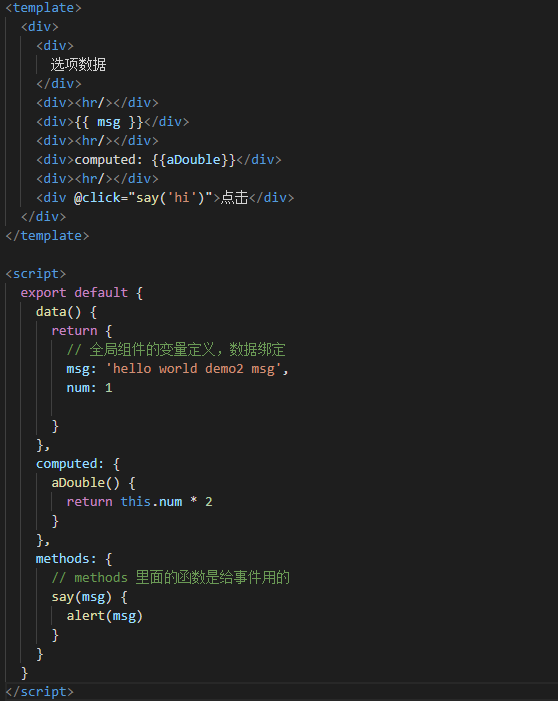 <template>
  <div>
    <div>
      选项数据
    </div>
    <div><hr/></div>
    <div>{{ msg }}</div>
    <div><hr/></div>
    <div>computed: {{aDouble}}</div>
    <div><hr/></div>
    <div @click="say('hi')">点击</div>
  </div>
</template>

<script>
  export default {
    data() {
      return {
        // 全局组件的变量定义，数据绑定
        msg: 'hello world demo2 msg',
        num: 1

      }
    },
    computed: {
      aDouble() {
        return this.num * 2
      }
    },
    methods: {
      // methods 里面的函数是给事件用的
      say(msg) {
        alert(msg)
      }
    }
  }
</script>